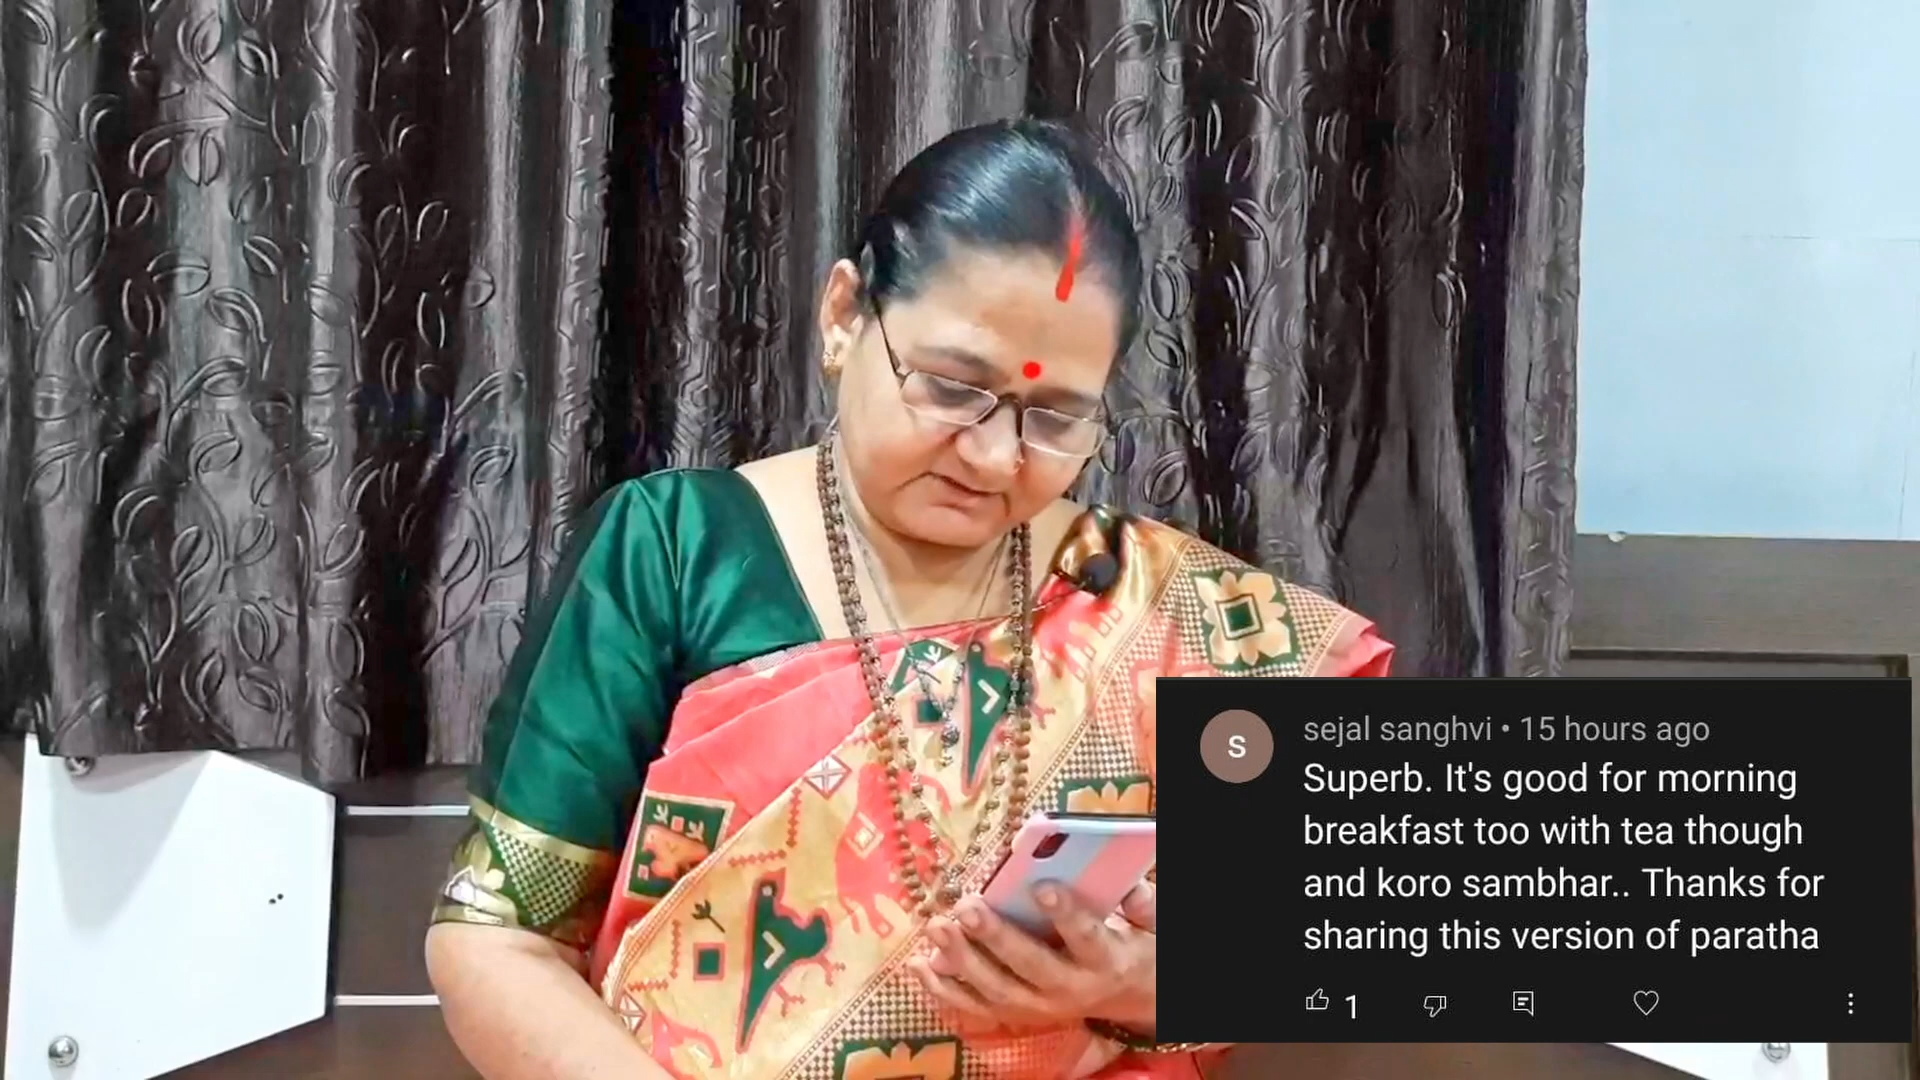 S
sejal sanghvi • 15 hours ago
Superb. It's good for morning
breakfast too with tea though
and koro sambhar.. Thanks for
sharing this version of paratha
1